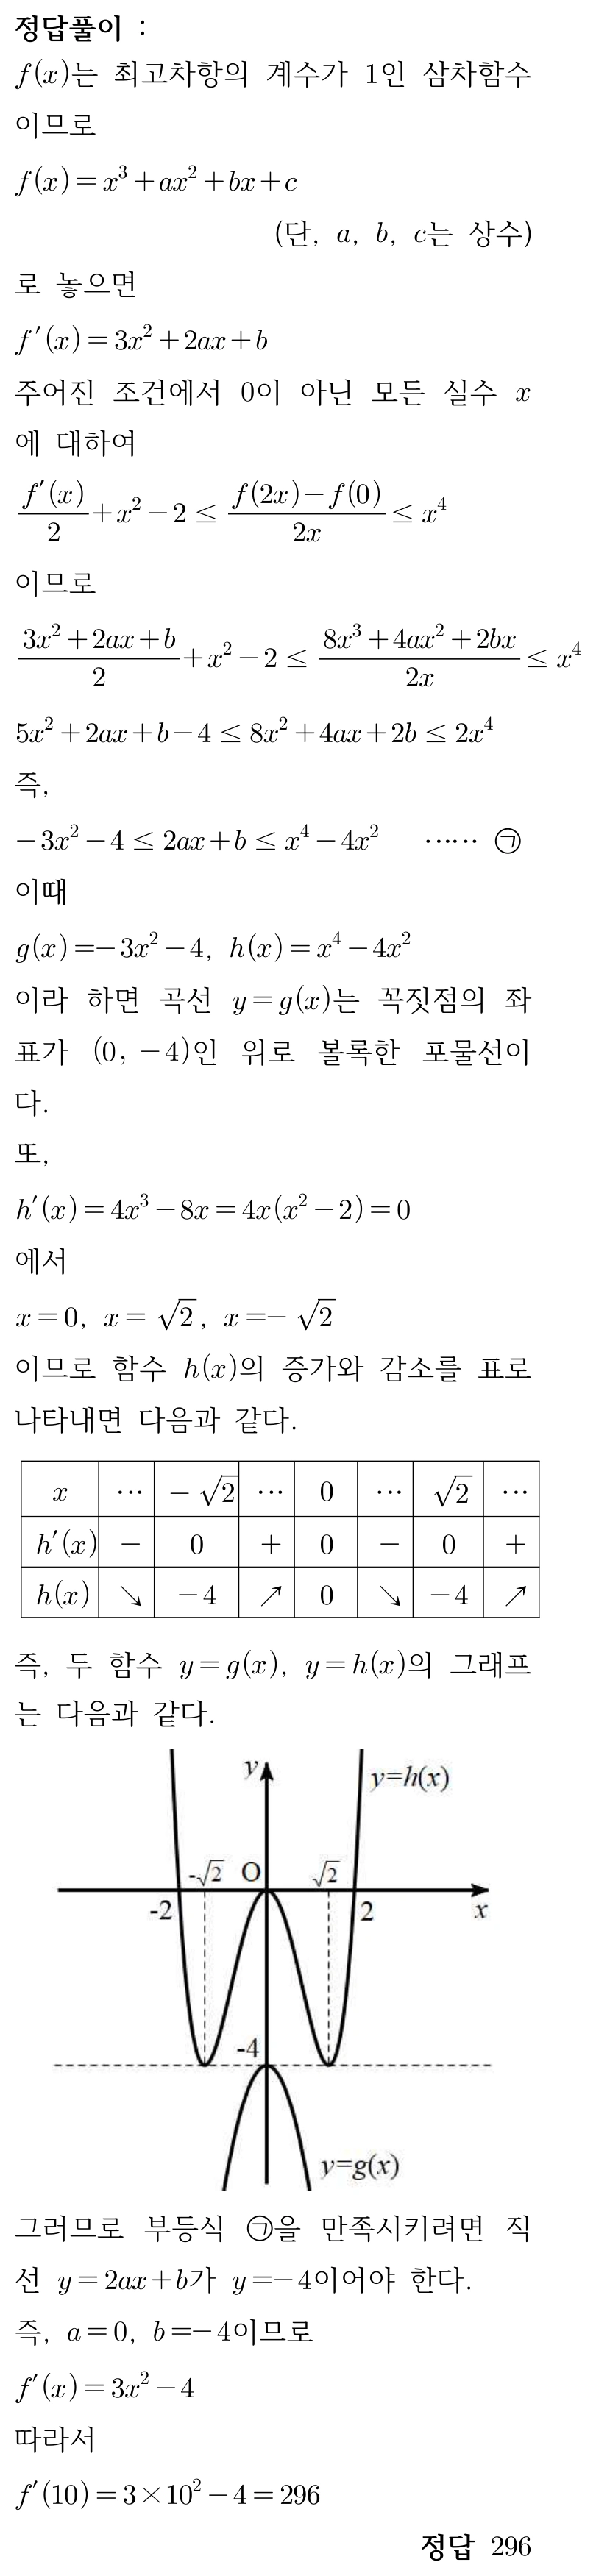 정답풀이 :
f(x)는 최고차항의 계수가 1인 삼차함수
이므로
f(x)=x³+ax²+bx+c
(단, a, b, c는 상수)
로 놓으면
f′(x)=3x²+2ax+b
주어진 조건에서 0이 아닌 모든 실수 x
에 대하여
f′(x)/2+x²−2≤(f(2x)−f(0))/2x≤x⁴
이므로
(3x²+2ax+b)/2+x²−2≤(8x³+4ax²+2bx)/2x≤x⁴
5x²+2ax+b−4≤8x²+4ax+2b≤2x⁴
즉,
−3x²−4≤2ax+b≤x⁴−4x² ⋯⋯ ㉠
이때
g(x)=−3x²−4, h(x)=x⁴−4x²
이라 하면 곡선 y=g(x)는 꼭짓점의 좌
표가 (0, −4)인 위로 볼록한 포물선이
다.
또,
h′(x)=4x³−8x=4x(x²−2)=0
에서
x=0, x=√2, x=−√2
이므로 함수 h(x)의 증가와 감소를 표로
나타내면 다음과 같다.
x ⋯ −√2 ⋯ 0 ⋯ √2 ⋯
h′(x) − 0 + 0 − 0 +
h(x) ↘ −4 ↗ 0 ↘ −4 ↗
즉, 두 함수 y=g(x), y=h(x)의 그래프
는 다음과 같다.
y
y=h(x)
-√2 O √2
-2 2 x
-4
y=g(x)
그러므로 부등식 ㉠을 만족시키려면 직
선 y=2ax+b가 y=−4이어야 한다.
즉, a=0, b=−4이므로
f′(x)=3x²−4
따라서
f′(10)=3×10²−4=296
정답 296